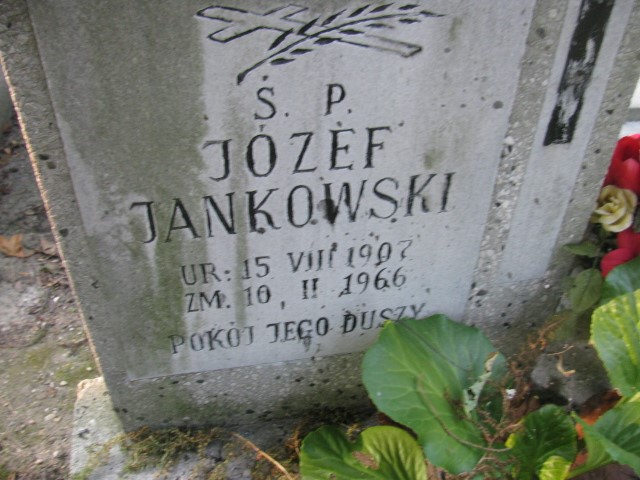 Ś. P.
JÓZEF
JANKOWSKI
UR: 15 VIII 1907
ZM. 10, II 1966
POKÓJ JEGO DUSZY